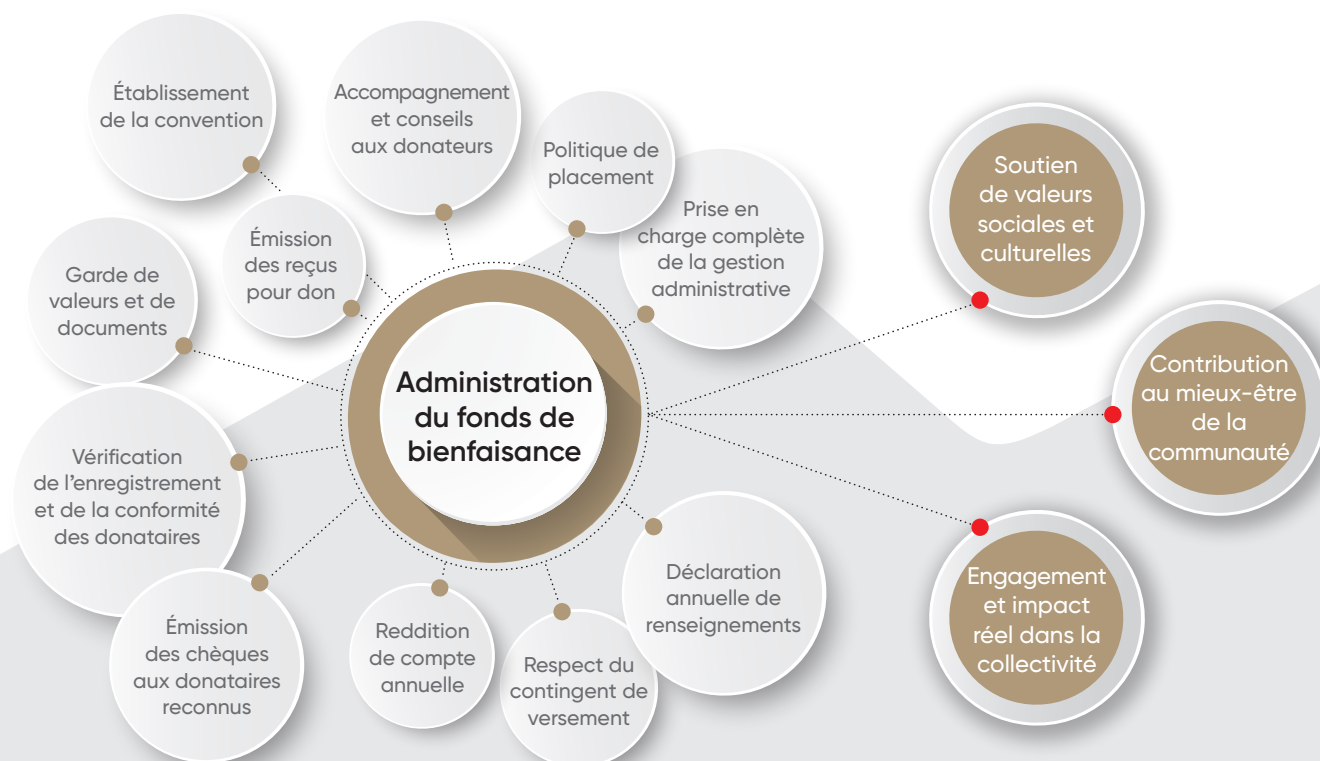 Établissement
de la convention
Accompagnement
et conseils
aux donateurs
Politique de
placement
Prise en
charge complète
de la gestion
administrative
Émission
des reçus
pour don
Garde de
valeurs et de
documents
Administration
du fonds de
bienfaisance
Vérification
de l’enregistrement
et de la conformité
des donataires
Émission
des chèques
aux donataires
reconnus
Reddition
de compte
annuelle
Respect du
contingent de
versement
Déclaration
annuelle de
renseignements
Soutien
de valeurs
sociales et
culturelles
Contribution
au mieux-être
de la
communauté
Engagement
et impact
réel dans la
collectivité